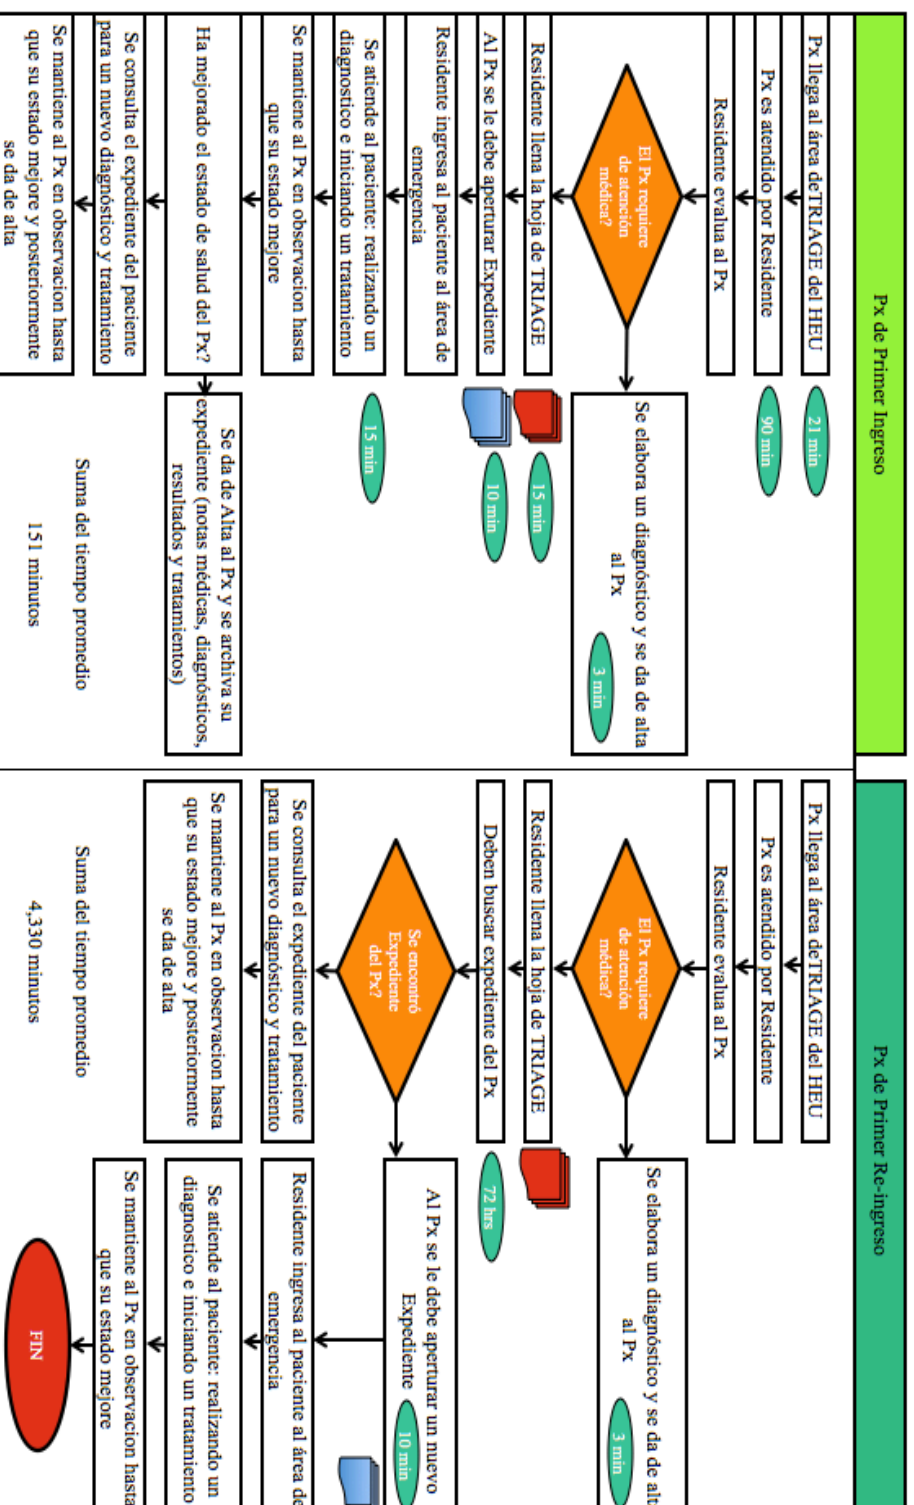 Px de Primer Ingreso
Px llega al área deTRIAGE del HEU
21 min
Px es atendido por Residente
90 min
Residente evalua al Px
El Px requiere
de atención
médica?
Se elabora un diagnóstico y se da de alta
al Px
3 min
Residente llena la hoja de TRIAGE
15 min
Al Px se le debe aperturar Expediente
10 min
Residente ingresa al paciente al área de
emergencia
Se atiende al paciente: realizando un
diagnostico e iniciando un tratamiento
15 min
Se mantiene al Px en observacion hasta
que su estado mejore
Ha mejorado el estado de salud del Px?
Se da de Alta al Px y se archiva su
expediente (notas médicas, diagnósticos,
resultados y tratamientos)
Se consulta el expediente del paciente
para un nuevo diagnóstico y tratamiento
Se mantiene al Px en observacion hasta
que su estado mejore y posteriormente
se da de alta
Suma del tiempo promedio
151 minutos
Px de Primer Re-ingreso
Px llega al área deTRIAGE del HEU
Px es atendido por Residente
Residente evalua al Px
El Px requiere
de atención
médica?
Se elabora un diagnóstico y se da de alt
al Px
3 min
Residente llena la hoja de TRIAGE
Deben buscar expediente del Px
72 hrs
Se encontró
Expediente
del Px?
Al Px se le debe aperturar un nuevo
Expediente
10 min
Se consulta el expediente del paciente
para un nuevo diagnóstico y tratamiento
Residente ingresa al paciente al área de
emergencia
Se mantiene al Px en observacion hasta
que su estado mejore y posteriormente
se da de alta
Se atiende al paciente: realizando un
diagnostico e iniciando un tratamiento
Se mantiene al Px en observacion hasta
que su estado mejore
Suma del tiempo promedio
4,330 minutos
FIN